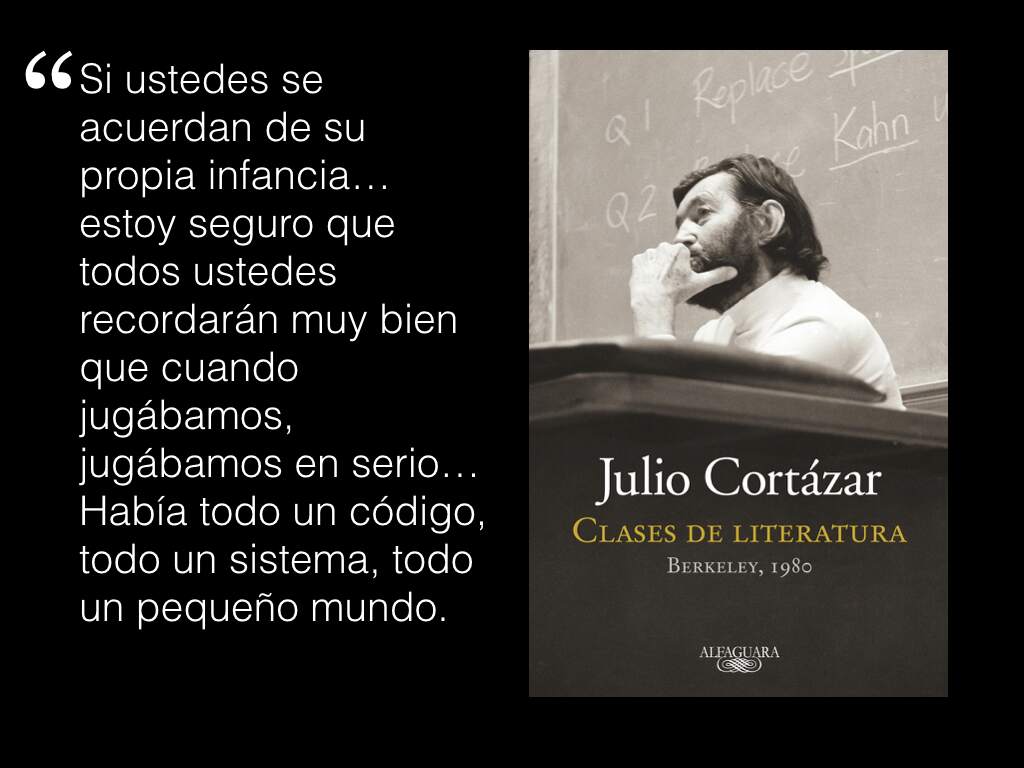 “Si ustedes se
acuerdan de su
propia infancia…
estoy seguro que
todos ustedes
recordarán muy bien
que cuando
jugábamos,
jugábamos en serio…
Había todo un código,
todo un sistema, todo
un pequeño mundo.
Replace
Q1
Kahn
Q2
Julio Cortázar
Clases de literatura
Berkeley, 1980
ALFAGUARA